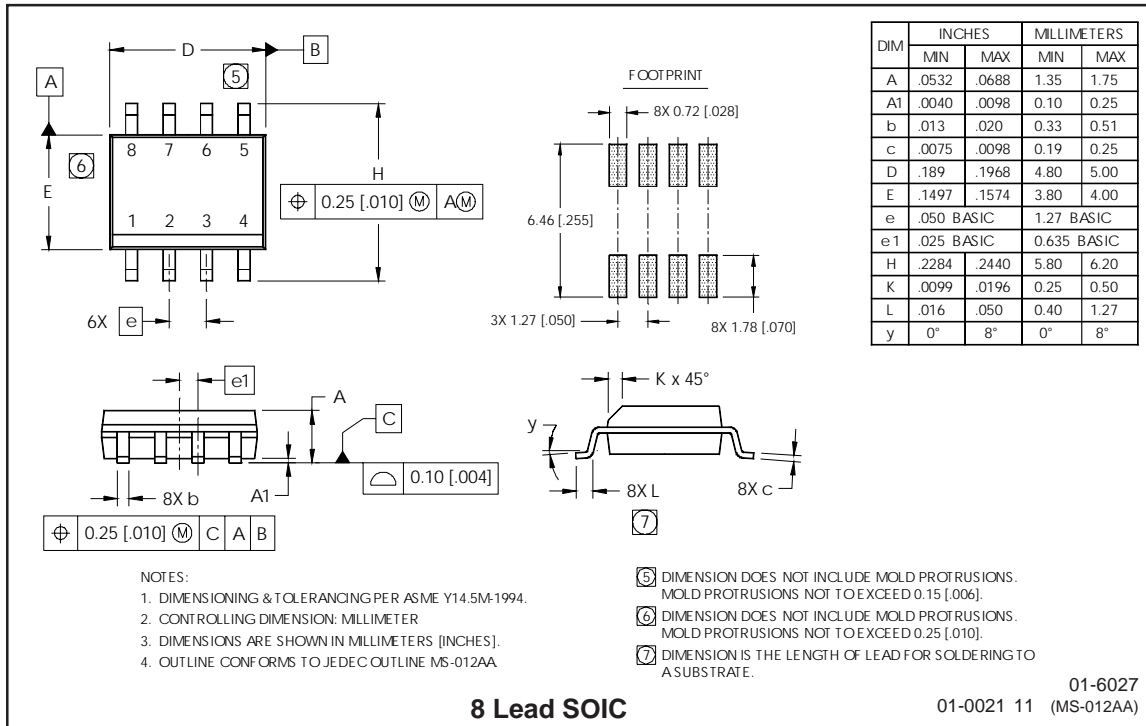 D
B
5
A
8 7 6 5
6
E
H
⌖ 0.25 [.010] Ⓜ AⓂ
1 2 3 4
6X e
FOOTPRINT
8X 0.72 [.028]
6.46 [.255]
3X 1.27 [.050]
8X 1.78 [.070]
DIM INCHES MILLIMETERS
MIN MAX MIN MAX
A .0532 .0688 1.35 1.75
A1 .0040 .0098 0.10 0.25
b .013 .020 0.33 0.51
c .0075 .0098 0.19 0.25
D .189 .1968 4.80 5.00
E .1497 .1574 3.80 4.00
e .050 BASIC 1.27 BASIC
e1 .025 BASIC 0.635 BASIC
H .2284 .2440 5.80 6.20
K .0099 .0196 0.25 0.50
L .016 .050 0.40 1.27
y 0° 8° 0° 8°
e1
A
C
⌓ 0.10 [.004]
8X b
A1
⌖ 0.25 [.010] Ⓜ C A B
K x 45°
y
8X L
8X c
7
NOTES:
1. DIMENSIONING & TOLERANCING PER ASME Y14.5M-1994.
2. CONTROLLING DIMENSION: MILLIMETER
3. DIMENSIONS ARE SHOWN IN MILLIMETERS [INCHES].
4. OUTLINE CONFORMS TO JEDEC OUTLINE MS-012AA.
5 DIMENSION DOES NOT INCLUDE MOLD PROTRUSIONS.
MOLD PROTRUSIONS NOT TO EXCEED 0.15 [.006].
6 DIMENSION DOES NOT INCLUDE MOLD PROTRUSIONS.
MOLD PROTRUSIONS NOT TO EXCEED 0.25 [.010].
7 DIMENSION IS THE LENGTH OF LEAD FOR SOLDERING TO
A SUBSTRATE.
8 Lead SOIC
01-6027
01-0021 11 (MS-012AA)